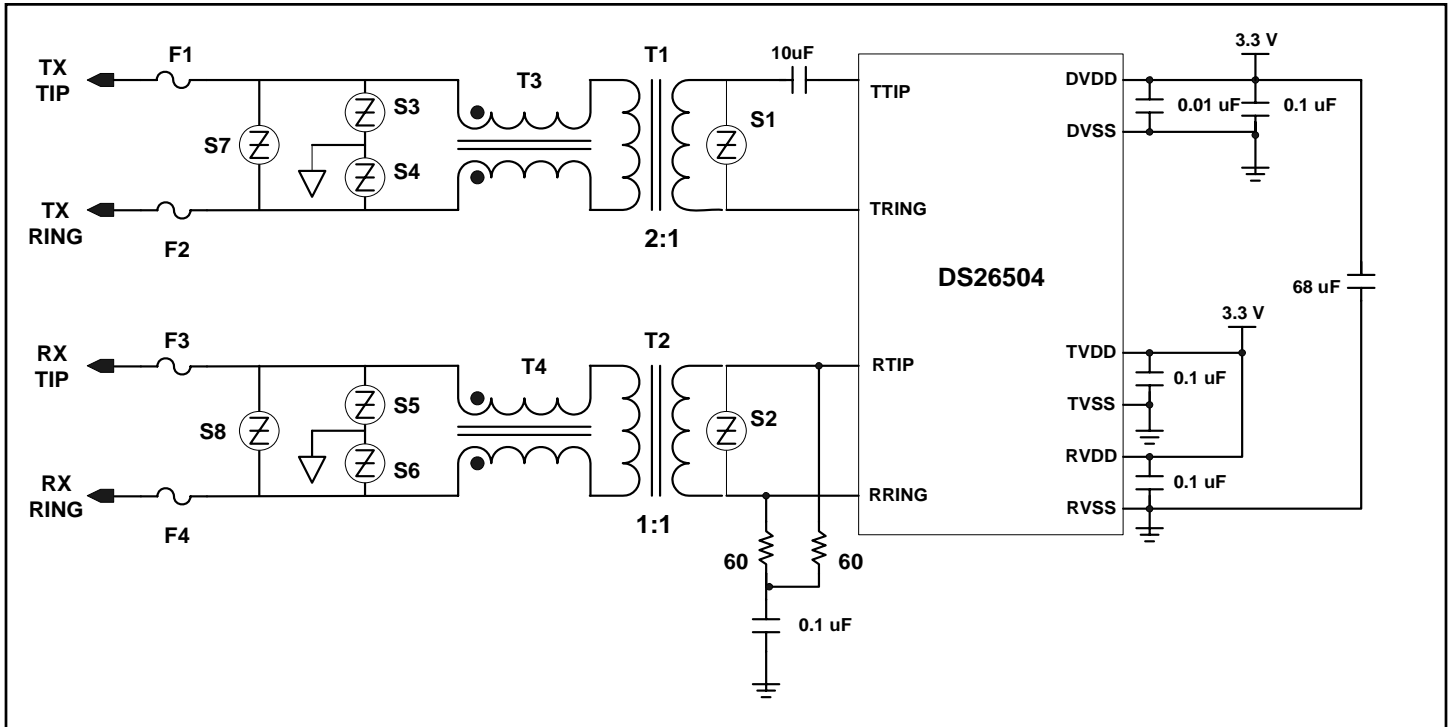 10uF
3.3 V
F1
T3
T1
TX
TIP
TTIP
DVDD
S3
S1
0.01 uF
0.1 uF
S7
DVSS
S4
TX
RING
F2
2:1
TRING
DS26504
68 uF
F3
T4
T2
3.3 V
RX
TIP
RTIP
TVDD
0.1 uF
S5
S2
TVSS
S8
S6
RVDD
0.1 uF
RX
RING
F4
1:1
RRING
RVSS
60
60
0.1 uF